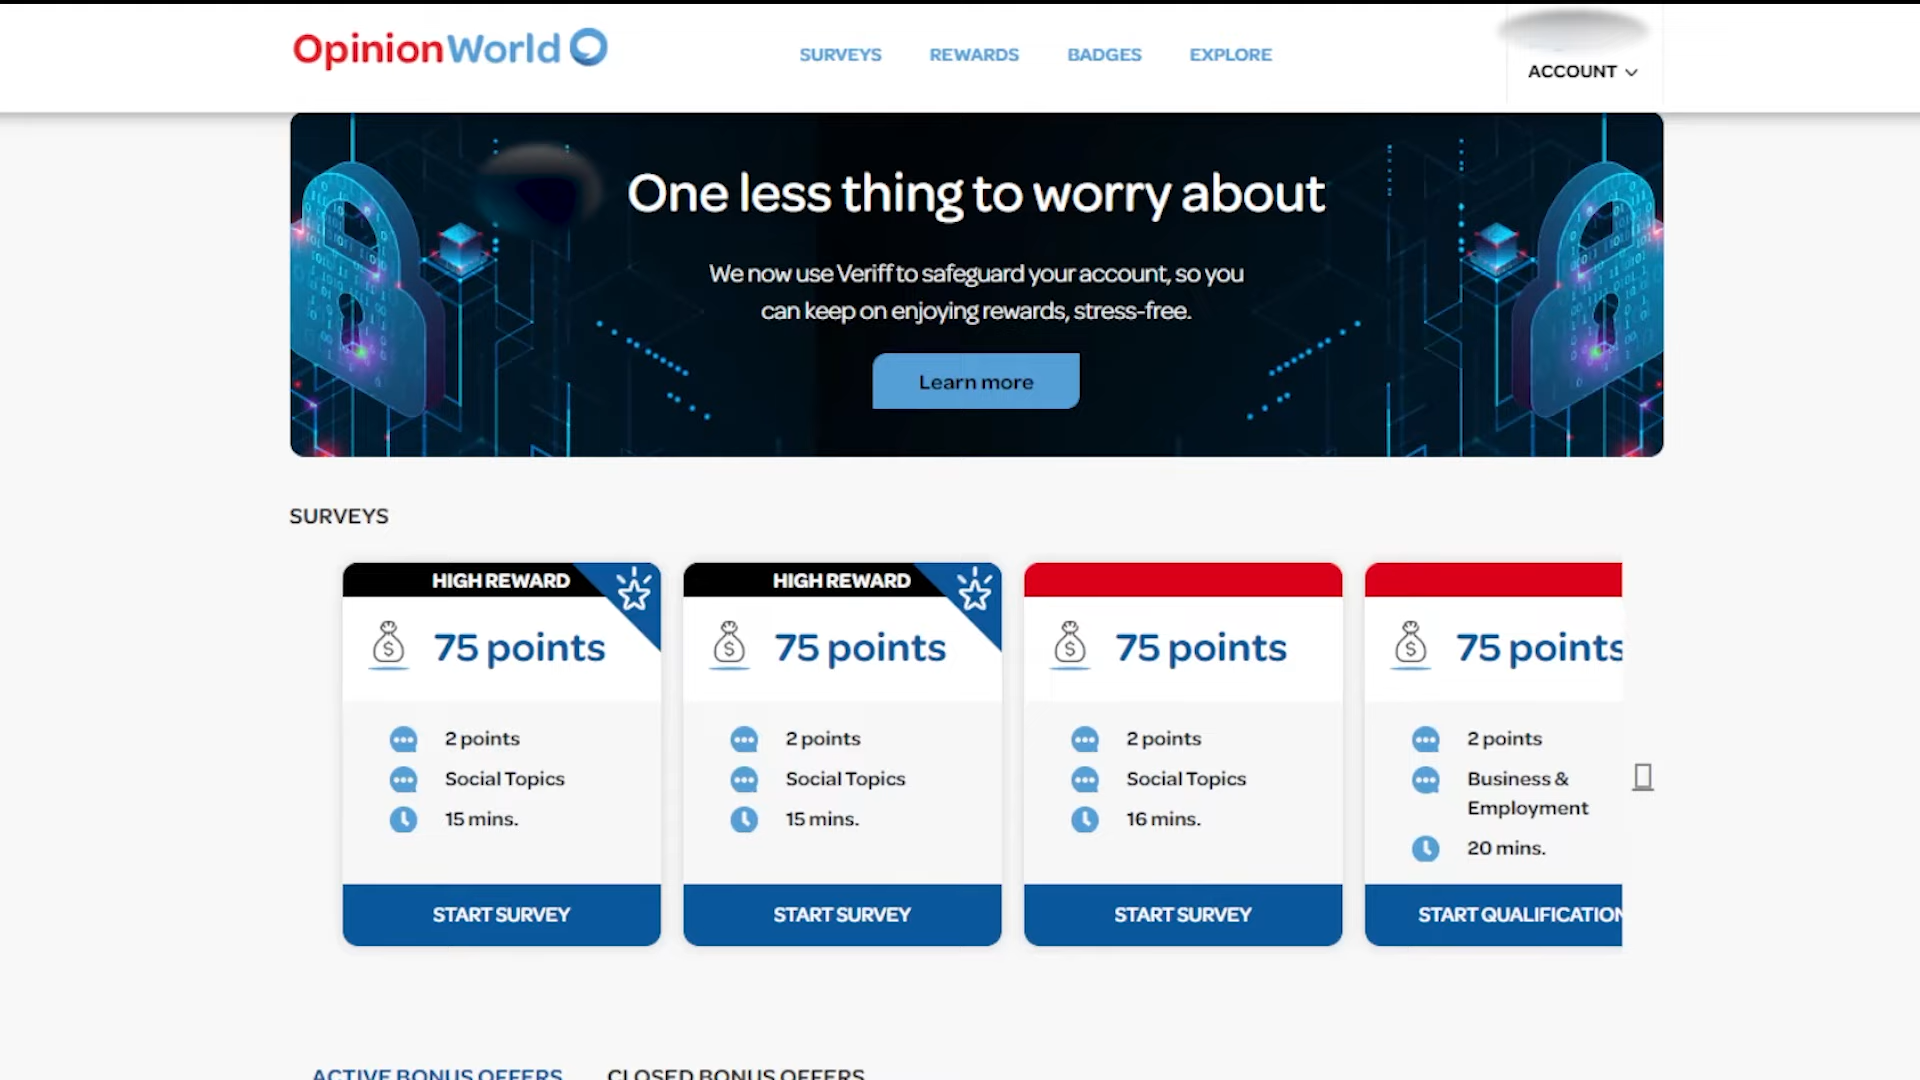 OpinionWorld
SURVEYS
REWARDS
BADGES
EXPLORE
ACCOUNT
One less thing to worry about
We now use Veriff to safeguard your account, so you
can keep on enjoying rewards, stress-free.
Learn more
SURVEYS
HIGH REWARD
75 points
2 points
Social Topics
15 mins.
START SURVEY
HIGH REWARD
75 points
2 points
Social Topics
15 mins.
START SURVEY
75 points
2 points
Social Topics
16 mins.
START SURVEY
75 points
2 points
Business &
Employment
20 mins.
START QUALIFICATION
ACTIVE BONUS OFFERS
CLOSED BONUS OFFERS